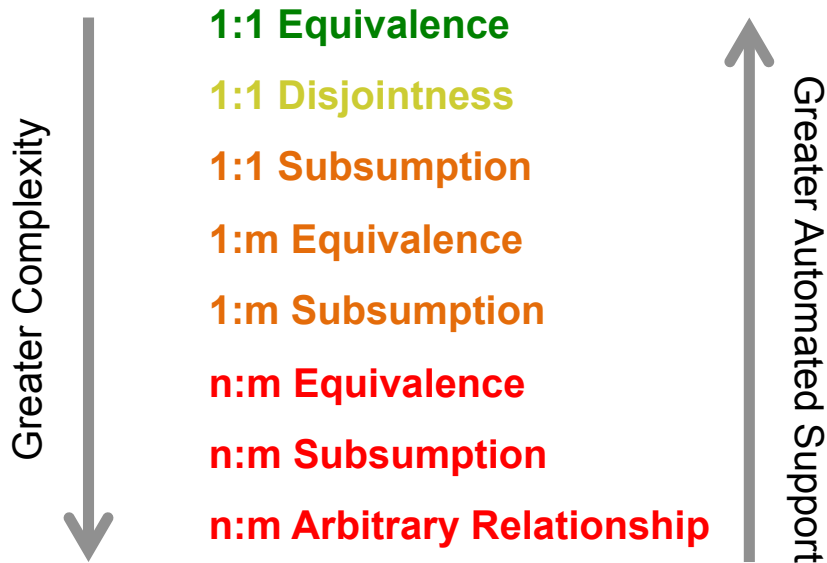 Greater Complexity
1:1 Equivalence
1:1 Disjointness
1:1 Subsumption
1:m Equivalence
1:m Subsumption
n:m Equivalence
n:m Subsumption
n:m Arbitrary Relationship
Greater Automated Support